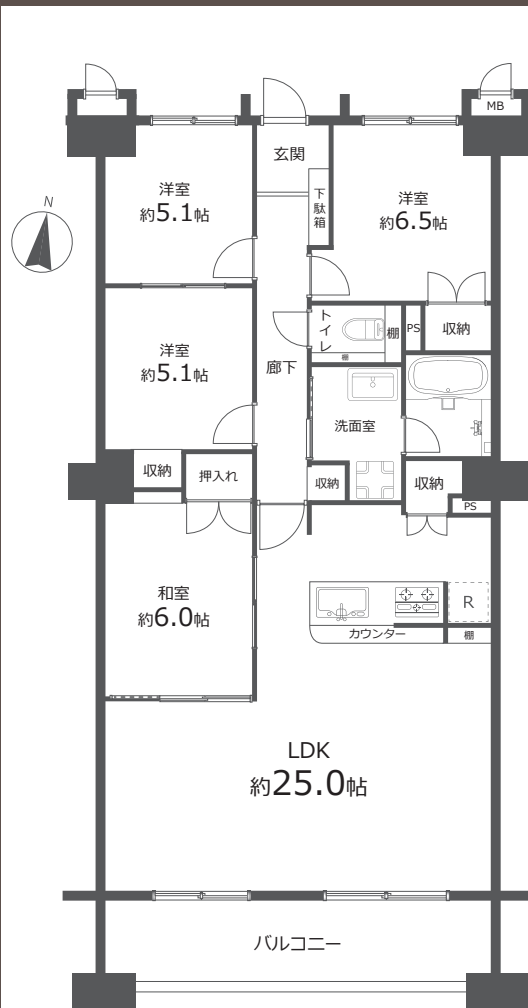 MB
玄関
下駄箱
洋室
約5.1帖
洋室
約6.5帖
N
トイレ
棚
棚
PS
収納
洋室
約5.1帖
廊下
洗面室
収納
押入れ
収納
収納
PS
和室
約6.0帖
R
カウンター
棚
LDK
約25.0帖
バルコニー